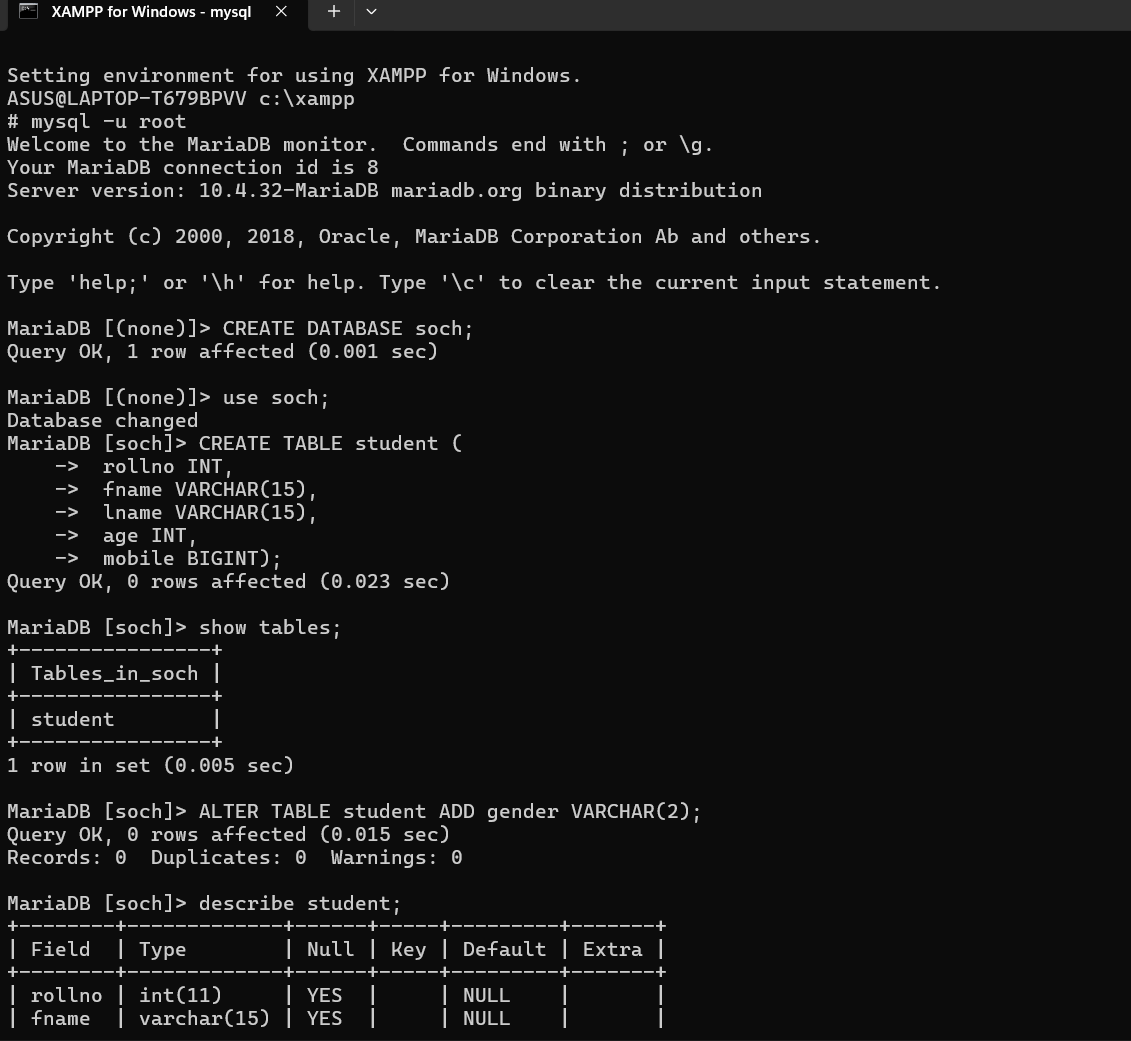 XAMPP for Windows - mysql
Setting environment for using XAMPP for Windows.
ASUS@LAPTOP-T679BPVV c:\xampp
# mysql -u root
Welcome to the MariaDB monitor.  Commands end with ; or \g.
Your MariaDB connection id is 8
Server version: 10.4.32-MariaDB mariadb.org binary distribution

Copyright (c) 2000, 2018, Oracle, MariaDB Corporation Ab and others.

Type 'help;' or '\h' for help. Type '\c' to clear the current input statement.

MariaDB [(none)]> CREATE DATABASE soch;
Query OK, 1 row affected (0.001 sec)

MariaDB [(none)]> use soch;
Database changed
MariaDB [soch]> CREATE TABLE student (
    ->  rollno INT,
    ->  fname VARCHAR(15),
    ->  lname VARCHAR(15),
    ->  age INT,
    ->  mobile BIGINT);
Query OK, 0 rows affected (0.023 sec)

MariaDB [soch]> show tables;
+----------------+
| Tables_in_soch |
+----------------+
| student        |
+----------------+
1 row in set (0.005 sec)

MariaDB [soch]> ALTER TABLE student ADD gender VARCHAR(2);
Query OK, 0 rows affected (0.015 sec)
Records: 0  Duplicates: 0  Warnings: 0

MariaDB [soch]> describe student;
+--------+-------------+------+-----+---------+-------+
| Field  | Type        | Null | Key | Default | Extra |
+--------+-------------+------+-----+---------+-------+
| rollno | int(11)     | YES  |     | NULL    |       |
| fname  | varchar(15) | YES  |     | NULL    |       |